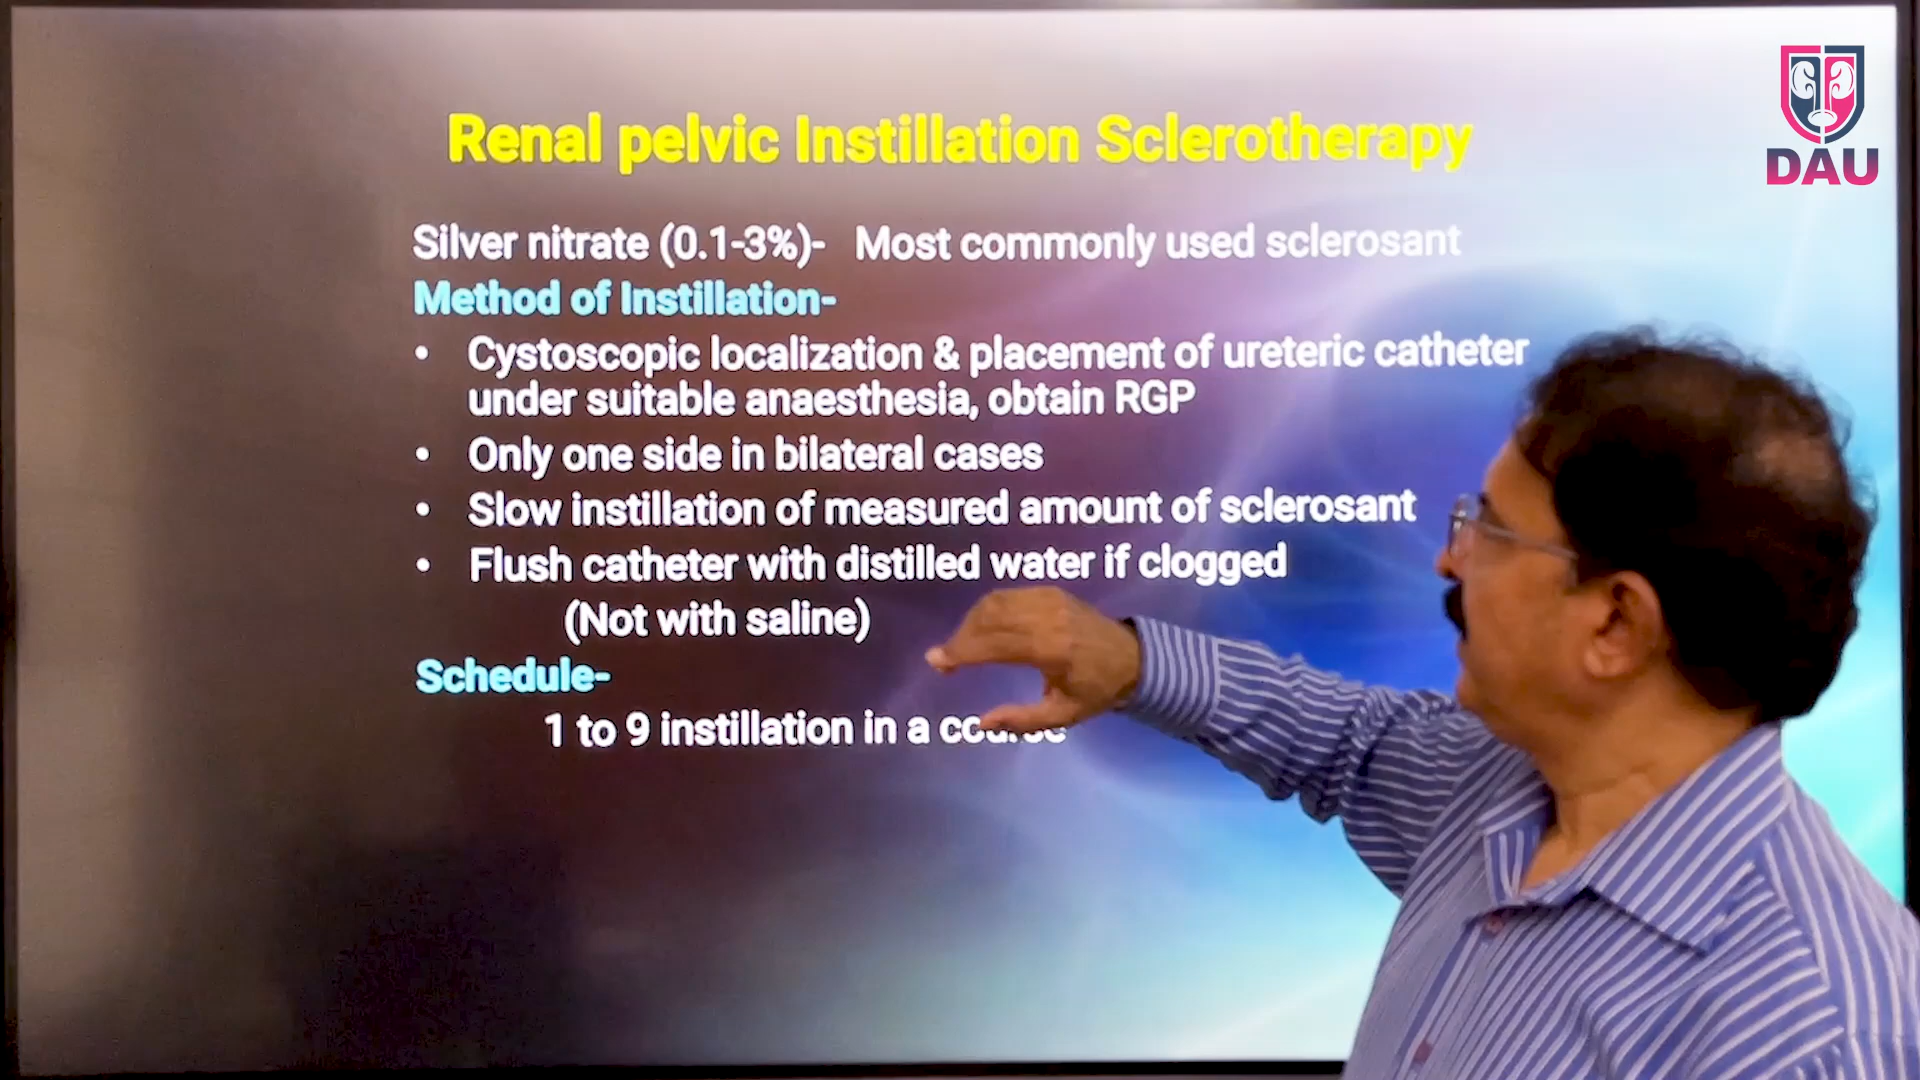 DAU
Renal pelvic Instillation Sclerotherapy
Silver nitrate (0.1-3%)- Most commonly used sclerosant
Method of Instillation-
• Cystoscopic localization & placement of ureteric catheter
under suitable anaesthesia, obtain RGP
• Only one side in bilateral cases
• Slow instillation of measured amount of sclerosant
• Flush catheter with distilled water if clogged
(Not with saline)
Schedule-
1 to 9 instillation in a